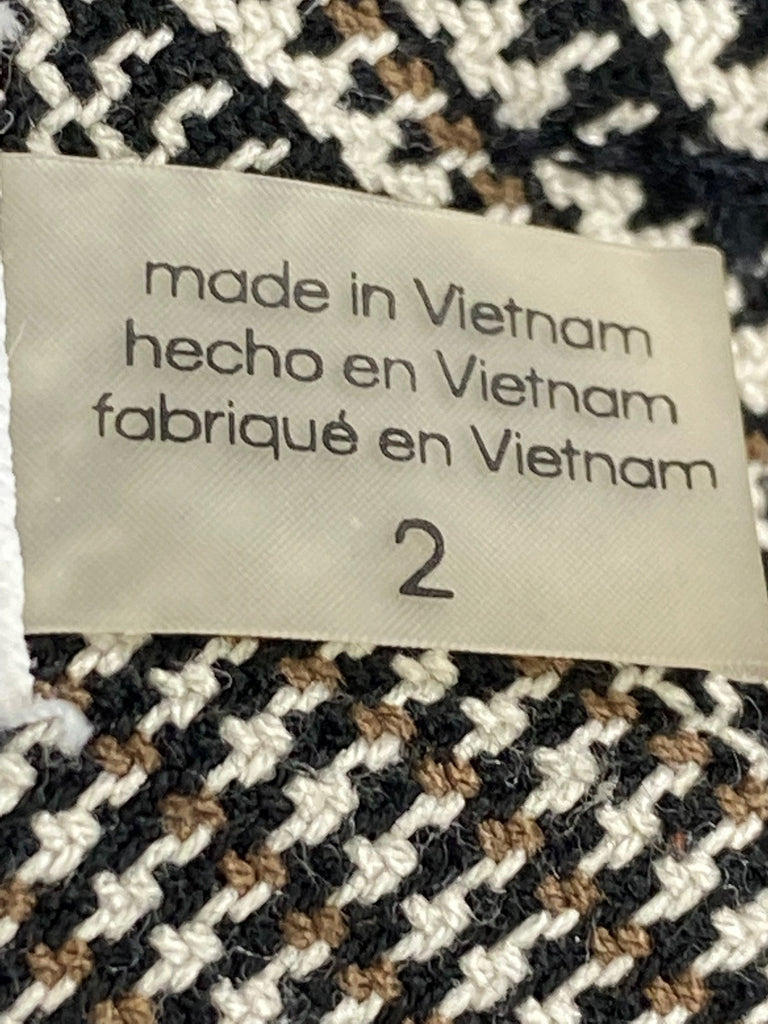 made in Vietnam
hecho en Vietnam
fabriqué en Vietnam
2